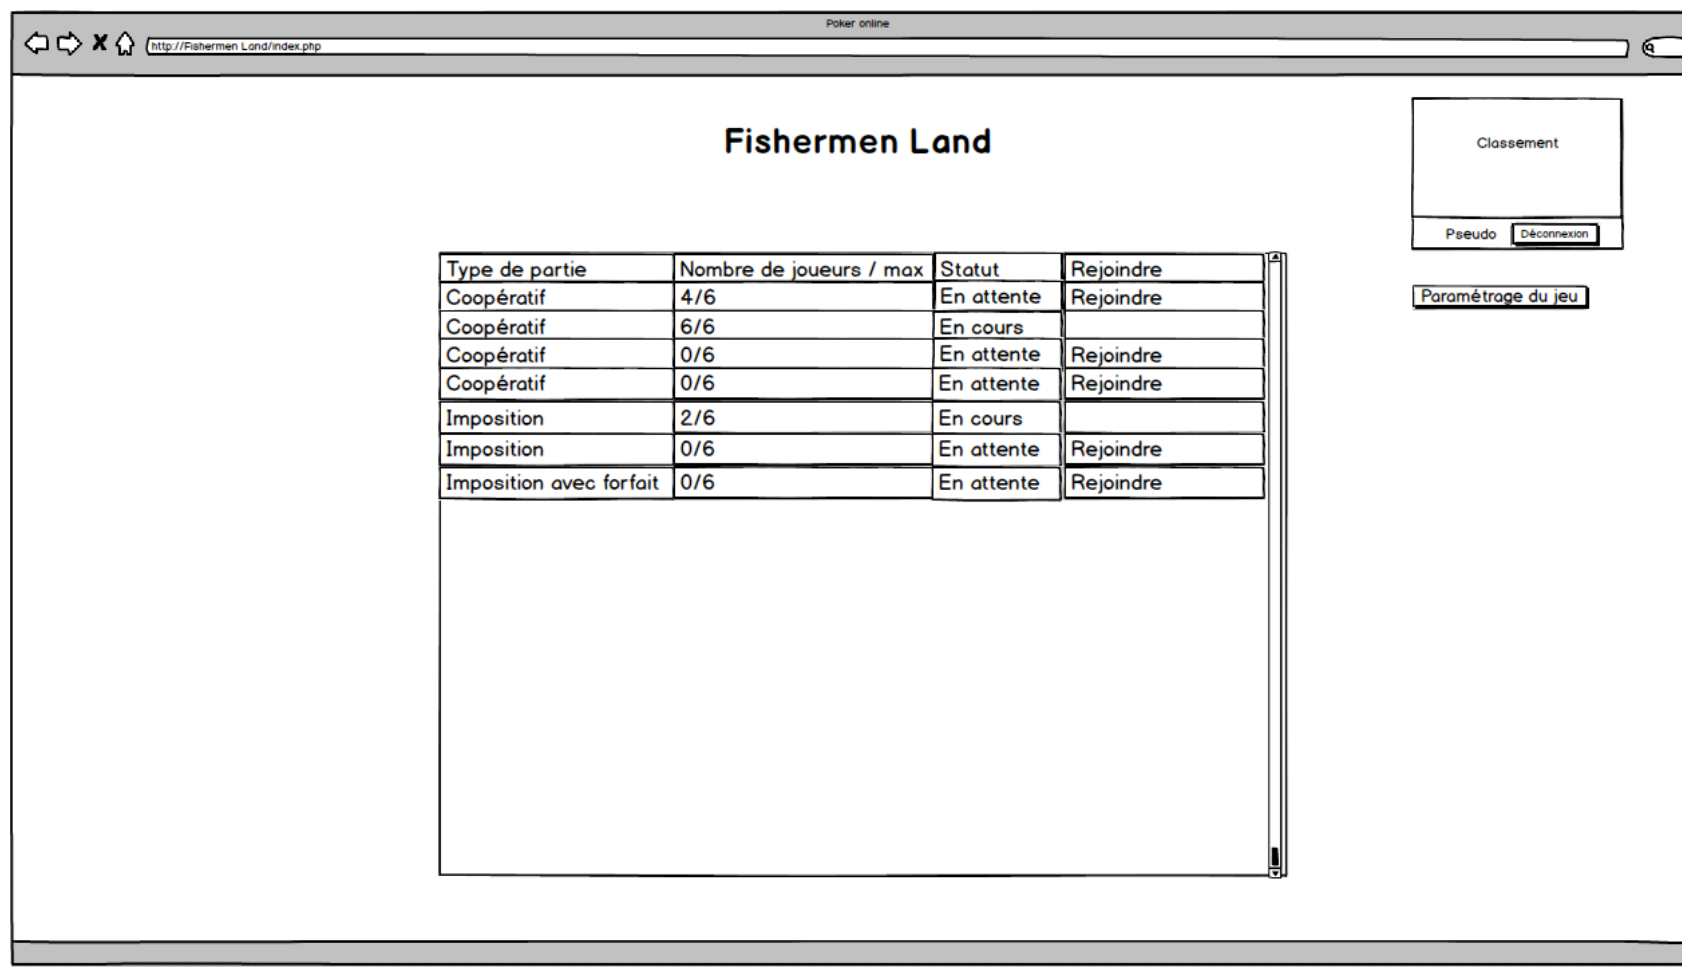 Poker online
http://Fishermen Land/index.php
Fishermen Land
Classement
Pseudo Déconnexion
Paramétrage du jeu
Type de partie Nombre de joueurs / max Statut Rejoindre
Coopératif 4/6 En attente Rejoindre
Coopératif 6/6 En cours
Coopératif 0/6 En attente Rejoindre
Coopératif 0/6 En attente Rejoindre
Imposition 2/6 En cours
Imposition 0/6 En attente Rejoindre
Imposition avec forfait 0/6 En attente Rejoindre